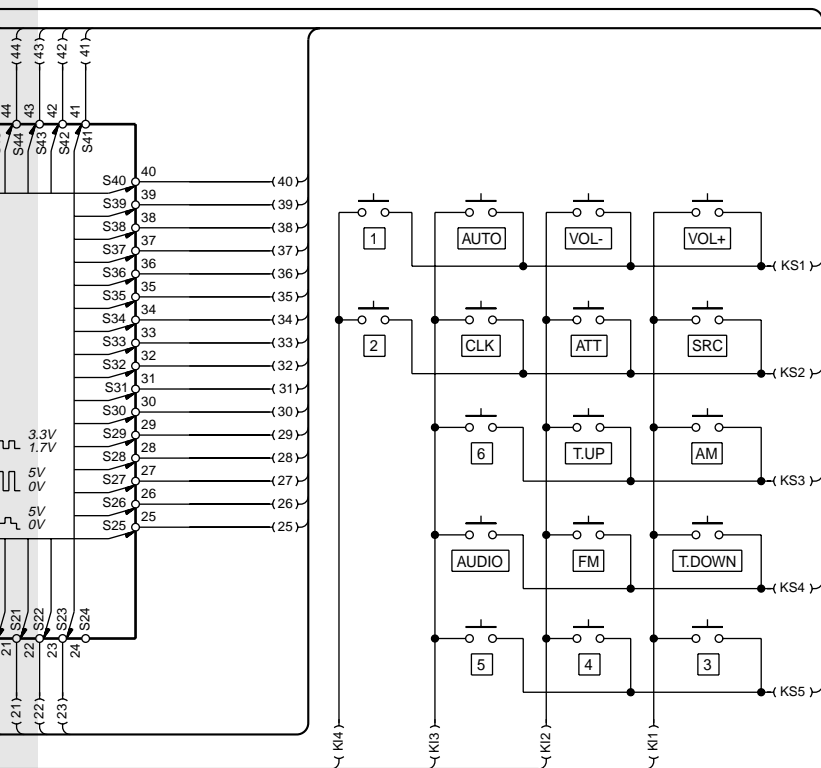 44 43 42 41
44 43 42 41
S44 S43 S42 S41
S40 40 40
S39 39 39
S38 38 38
S37 37 37
S36 36 36
S35 35 35
S34 34 34
S33 33 33
S32 32 32
S31 31 31
S30 30 30
S29 29 29
S28 28 28
S27 27 27
S26 26 26
S25 25 25
3.3V
1.7V
5V
0V
5V
0V
S21 S22 S23 S24
21 22 23 24
21 22 23
1 AUTO VOL- VOL+
KS1
2 CLK ATT SRC
KS2
6 T.UP AM
KS3
AUDIO FM T.DOWN
KS4
5 4 3
KS5
KI4 KI3 KI2 KI1